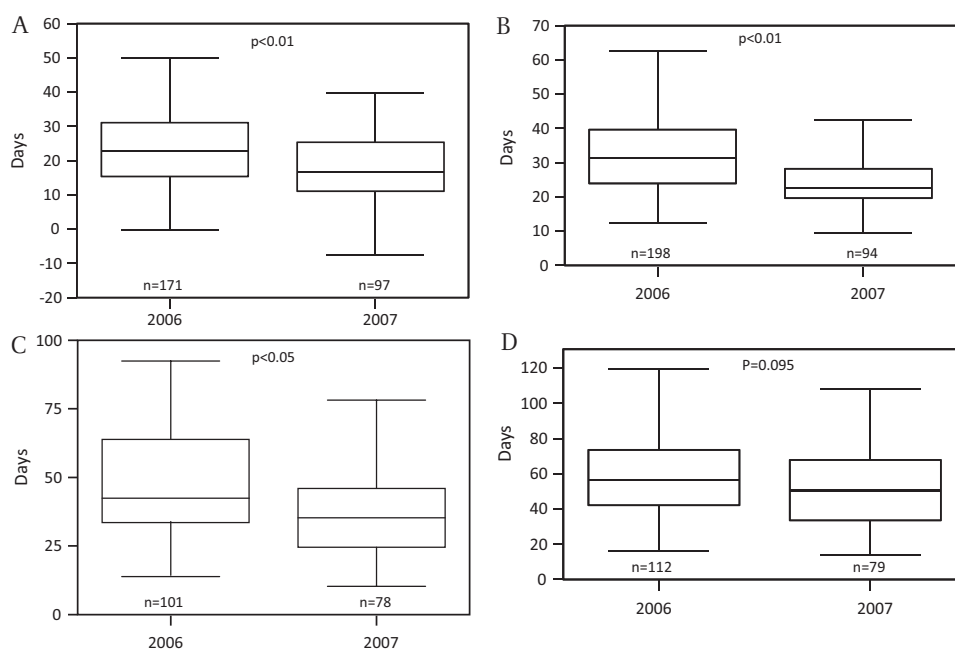 A
Days
60
50
40
30
20
10
0
-10
-20
p<0.01
n=171
n=97
2006
2007
B
Days
70
60
50
40
30
20
10
0
p<0.01
n=198
n=94
2006
2007
C
Days
100
75
50
25
0
p<0.05
n=101
n=78
2006
2007
D
Days
120
100
80
60
40
20
0
P=0.095
n=112
n=79
2006
2007